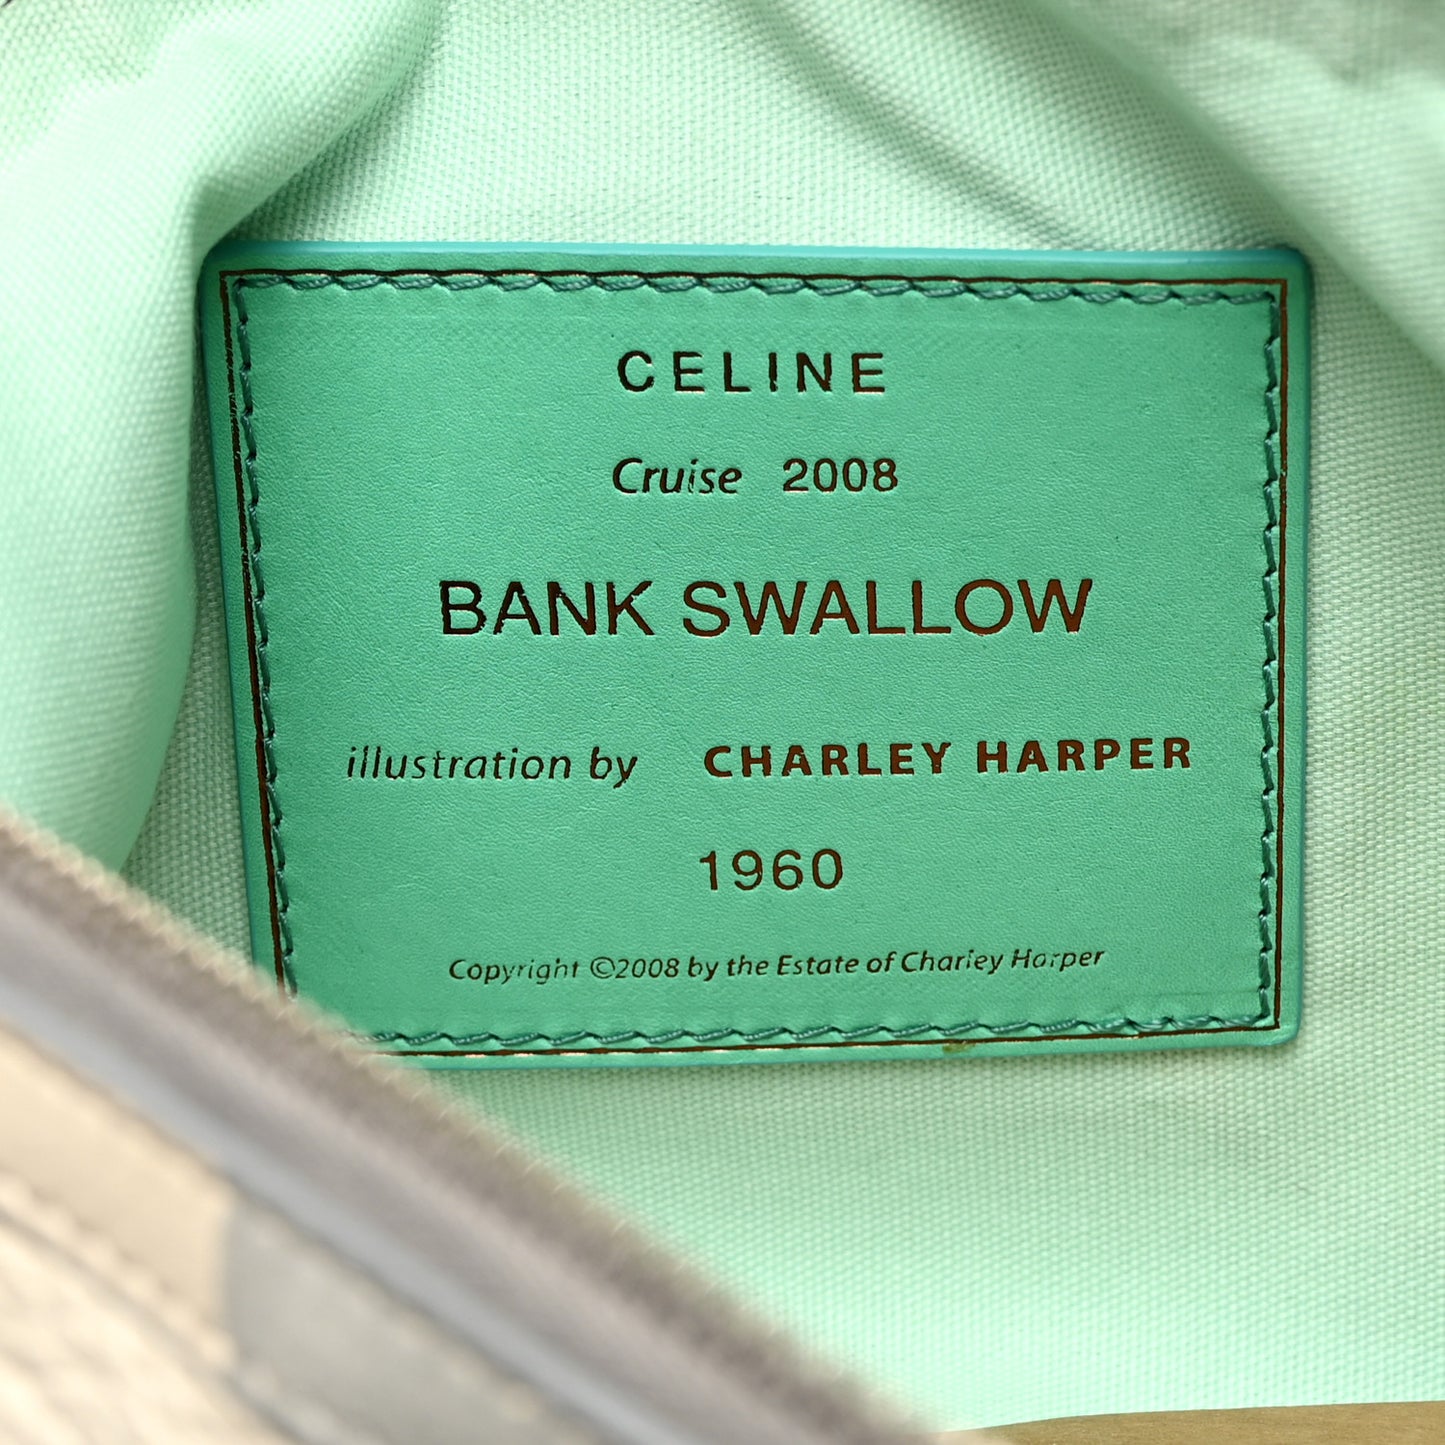 CELINE
Cruise 2008
BANK SWALLOW
illustration by CHARLEY HARPER
1960
Copyright ©2008 by the Estate of Charley Harper